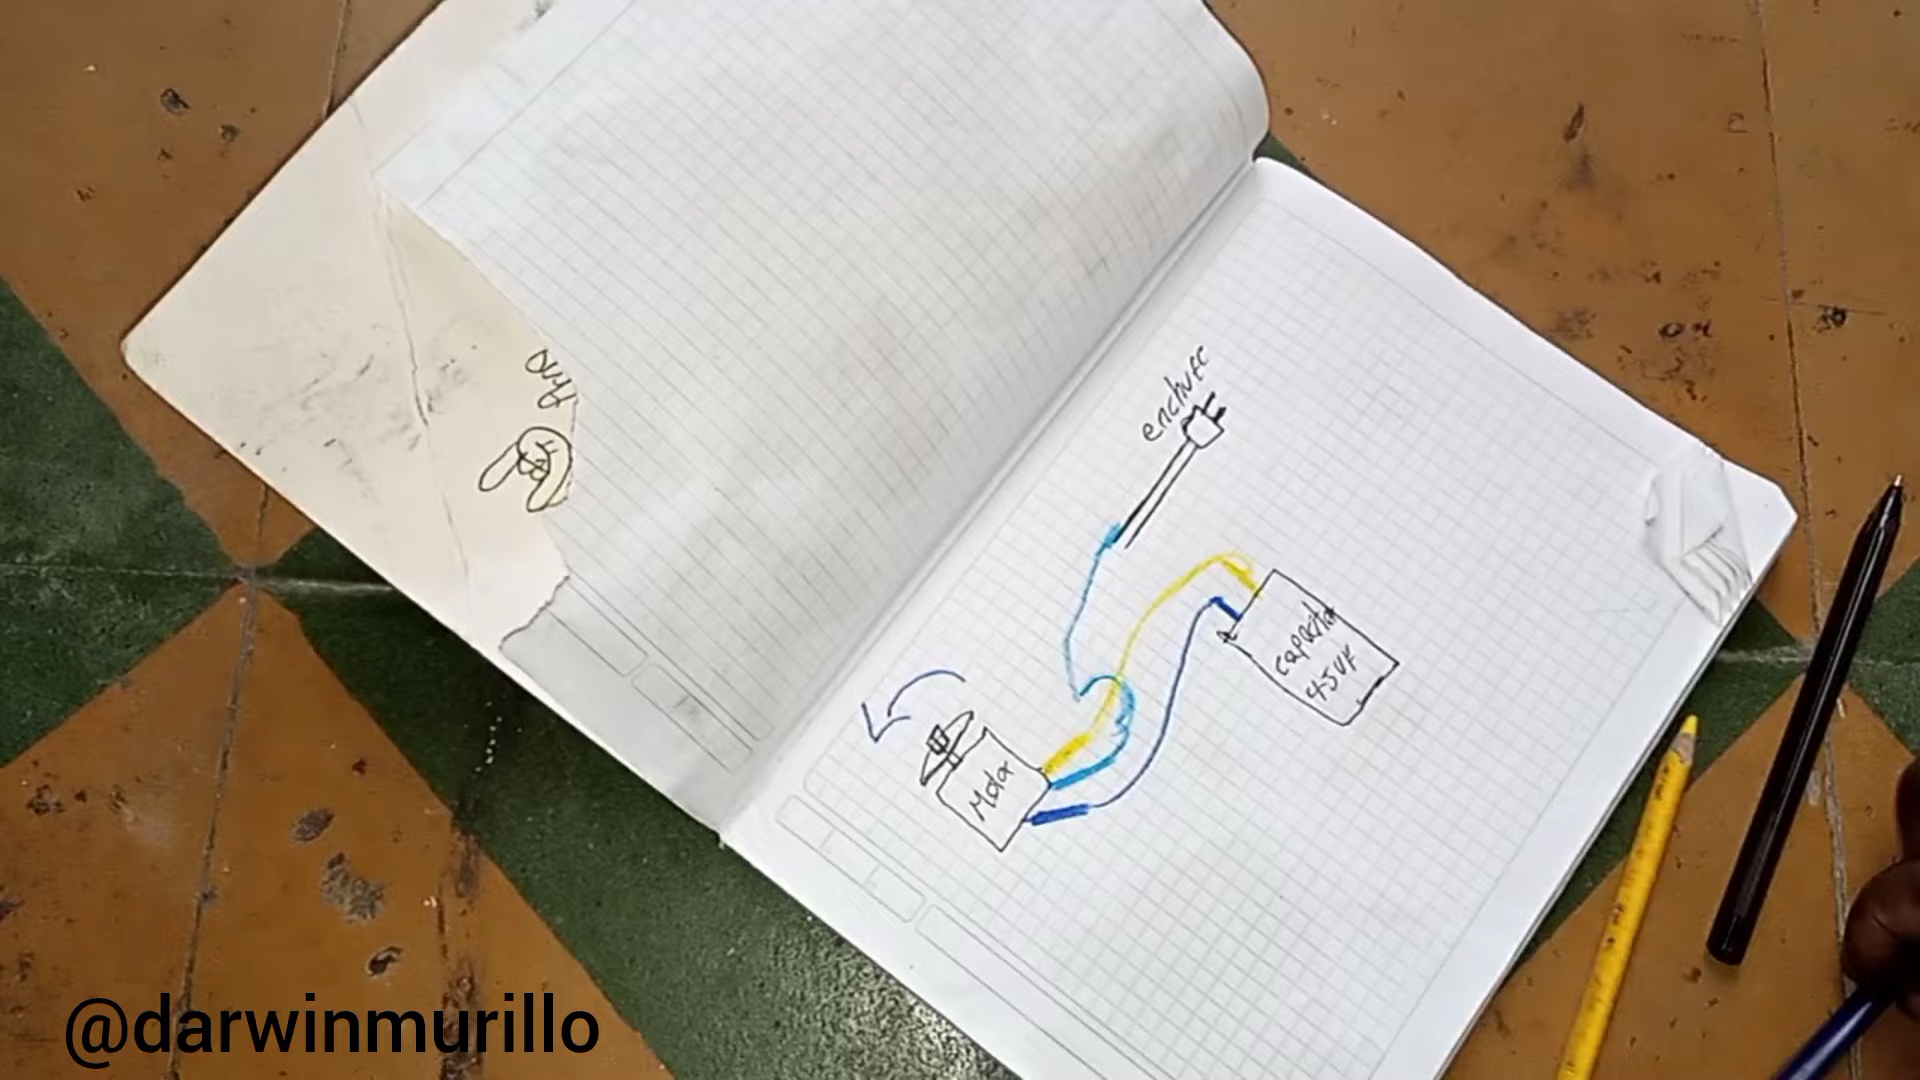 enchufe
capacitor
45uf
Motor
@darwinmurillo